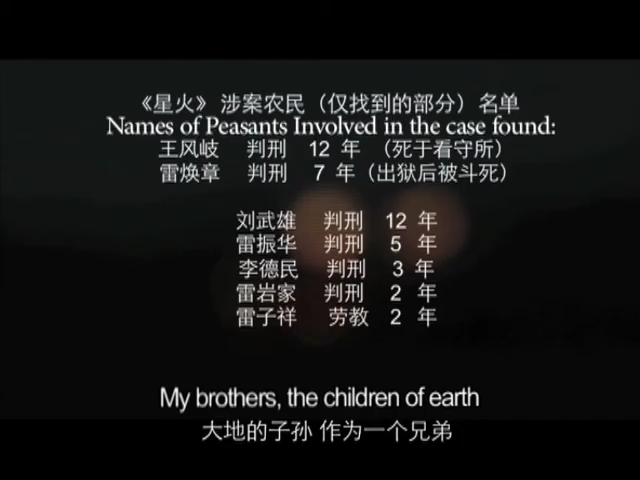 《星火》 涉案农民（仅找到的部分）名单
Names of Peasants Involved in the case found:
王风岐 判刑 12 年 （死于看守所）
雷焕章 判刑 7 年（出狱后被斗死）
刘武雄 判刑 12 年
雷振华 判刑 5 年
李德民 判刑 3 年
雷岩家 判刑 2 年
雷子祥 劳教 2 年
My brothers, the children of earth
大地的子孙 作为一个兄弟